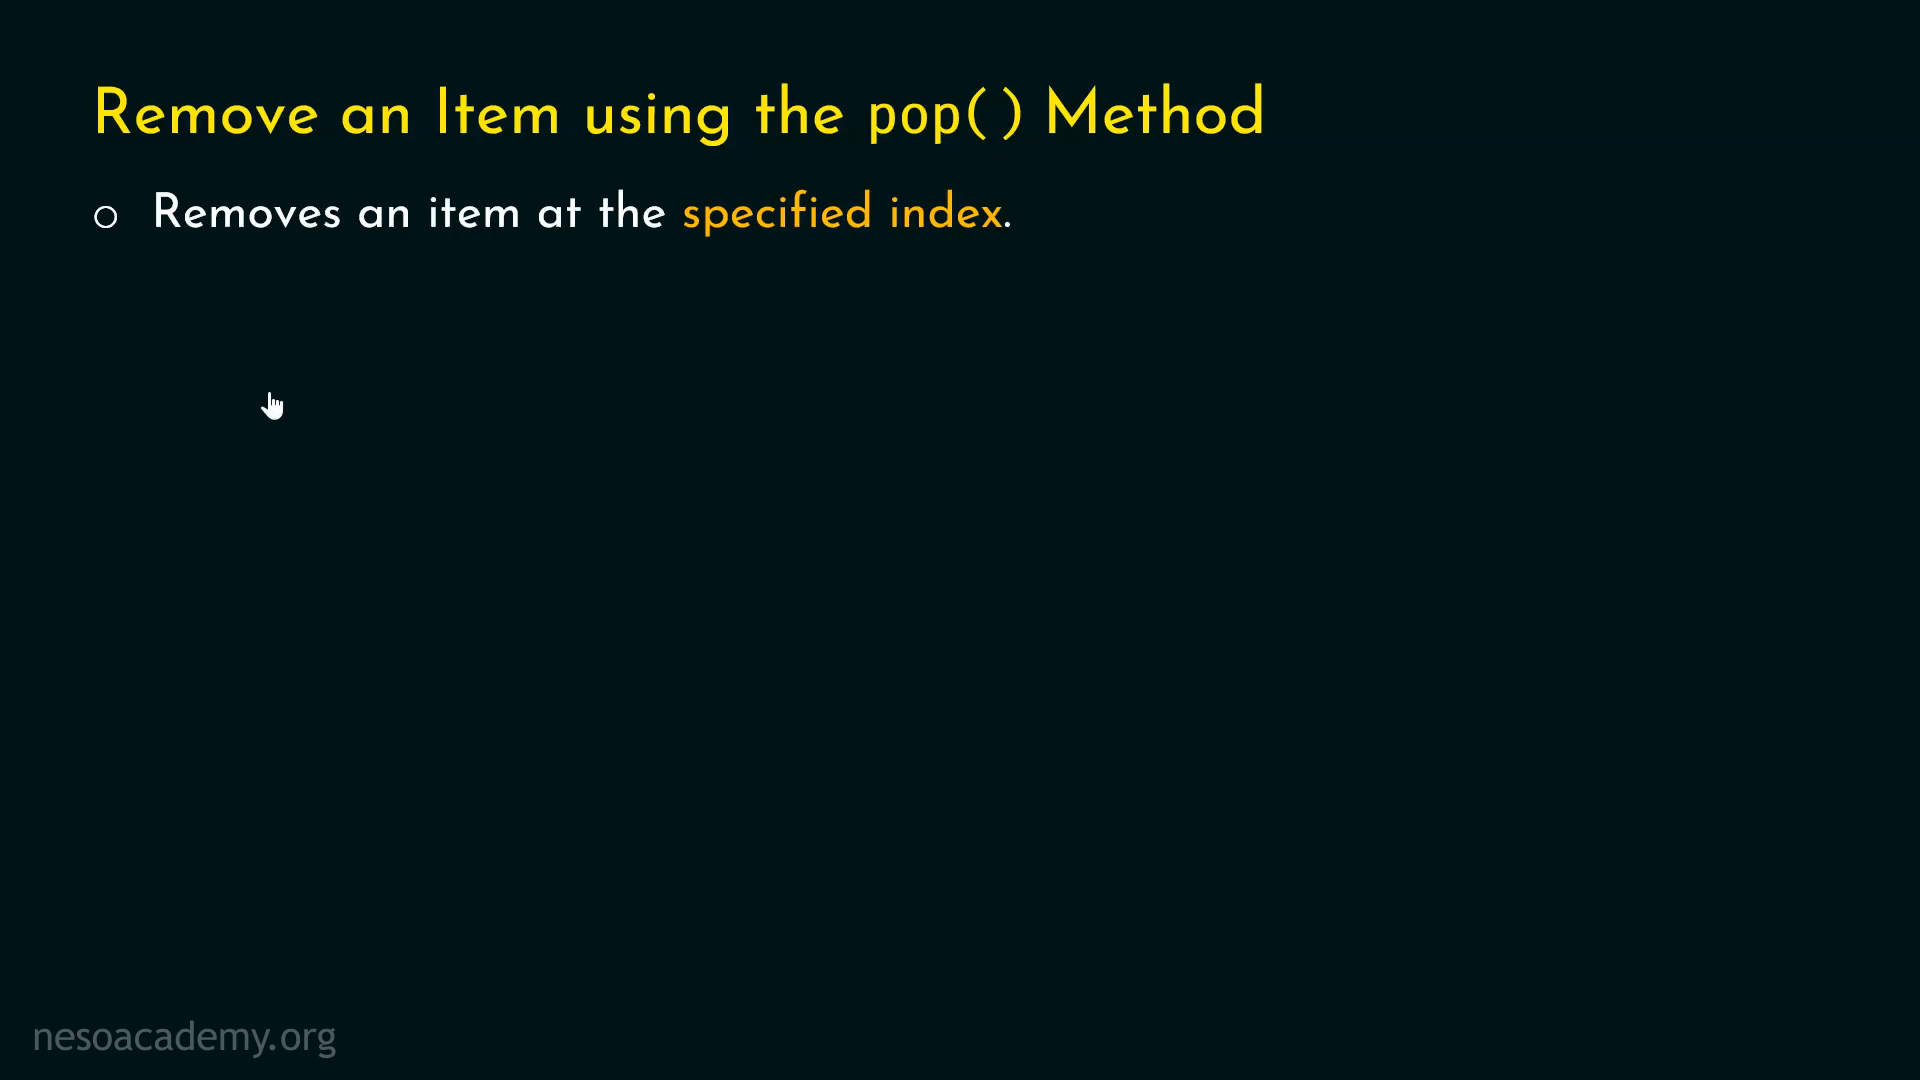 Remove an Item using the pop() Method
○ Removes an item at the specified index.
nesoacademy.org